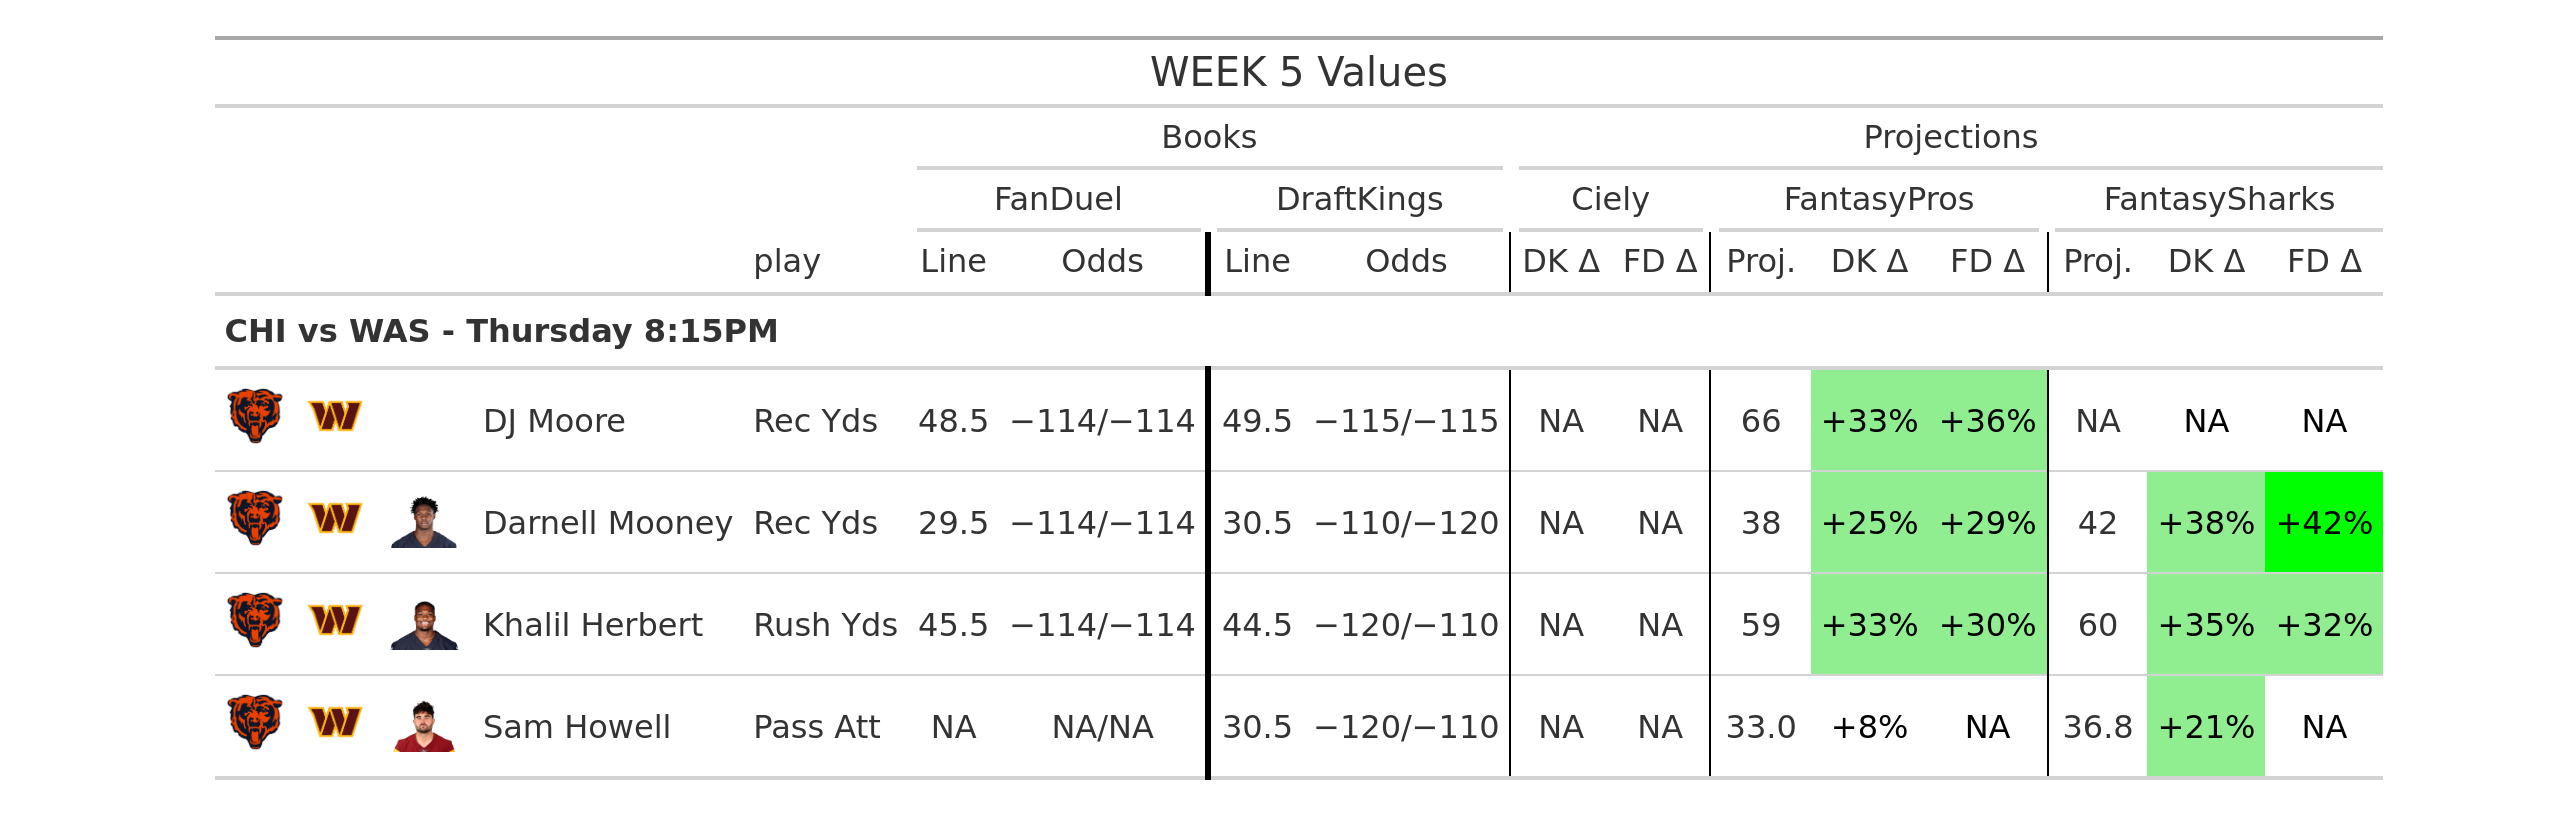 WEEK 5 Values
Books Projections
FanDuel DraftKings Ciely FantasyPros FantasySharks
play Line Odds Line Odds DK Δ FD Δ Proj. DK Δ FD Δ Proj. DK Δ FD Δ
CHI vs WAS - Thursday 8:15PM
DJ Moore Rec Yds 48.5 −114/−114 49.5 −115/−115 NA NA 66 +33% +36% NA NA NA
Darnell Mooney Rec Yds 29.5 −114/−114 30.5 −110/−120 NA NA 38 +25% +29% 42 +38% +42%
Khalil Herbert Rush Yds 45.5 −114/−114 44.5 −120/−110 NA NA 59 +33% +30% 60 +35% +32%
Sam Howell Pass Att NA NA/NA 30.5 −120/−110 NA NA 33.0 +8% NA 36.8 +21% NA